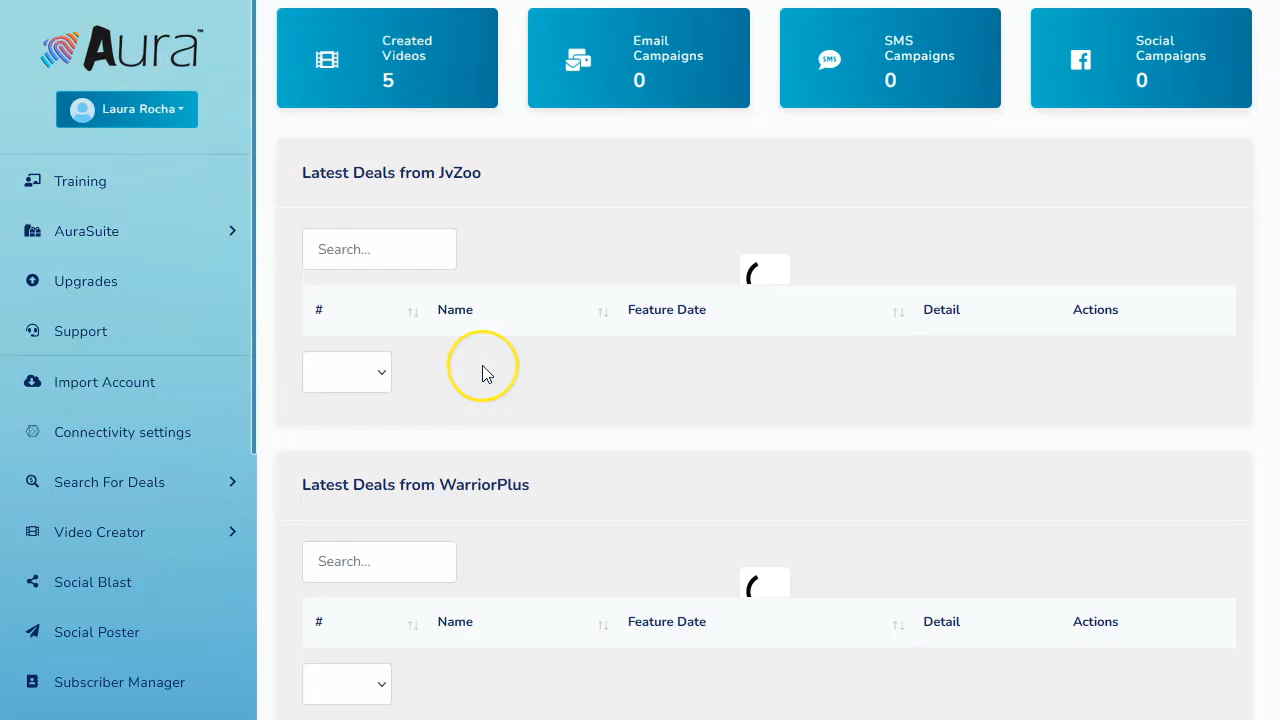 Aura™
Laura Rocha
Training
AuraSuite
Upgrades
Support
Import Account
Connectivity settings
Search For Deals
Video Creator
Social Blast
Social Poster
Subscriber Manager
Created
Videos
5
Email
Campaigns
0
SMS
SMS
Campaigns
0
Social
Campaigns
0
Latest Deals from JvZoo
Search...
# Name Feature Date Detail Actions
Latest Deals from WarriorPlus
Search...
# Name Feature Date Detail Actions